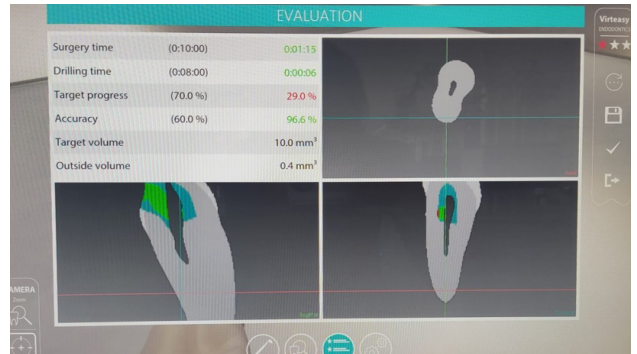 EVALUATION
Virteasy
ENDODONTICS
Surgery time (0:10:00) 0:01:15
Drilling time (0:08:00) 0:00:06
Target progress (70.0 %) 29.0 %
Accuracy (60.0 %) 96.6 %
Target volume 10.0 mm³
Outside volume 0.4 mm³
AMERA
Zoom